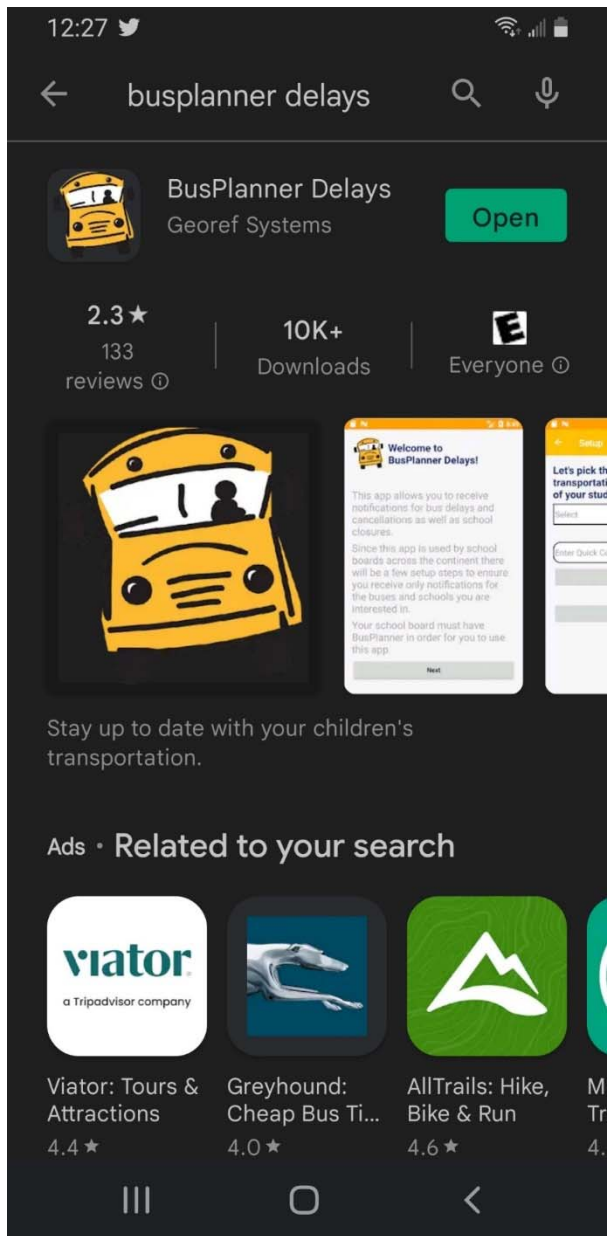 12:27
busplanner delays
BusPlanner Delays
Georef Systems
Open
2.3★
133
reviews
10K+
Downloads
E
Everyone
Welcome to
BusPlanner Delays!
This app allows you to receive
notifications for bus delays and
cancellations as well as school
closures.
Since this app is used by school
boards across the continent there
will be a few setup steps to ensure
you receive only notifications for
the buses and schools you are
interested in.
Your school board must have
BusPlanner in order for you to use
this app.
Next
Setup
Let's pick th
transportati
of your stud
Select
Enter Quick Co
Stay up to date with your children's
transportation.
Ads • Related to your search
viator
a Tripadvisor company
Viator: Tours &
Attractions
4.4★
Greyhound:
Cheap Bus Ti...
4.0★
AllTrails: Hike,
Bike & Run
4.6★
M
Tr
4.